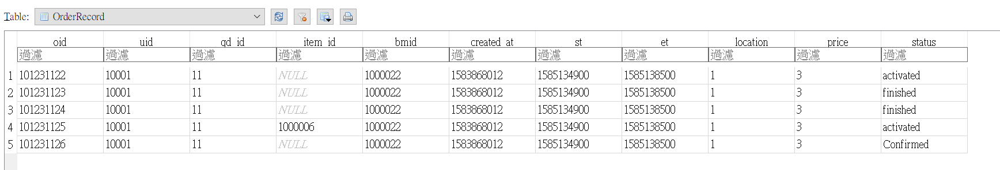 Table: OrderRecord
oid uid gd_id item_id bmid created_at st et location price status
過濾 過濾 過濾 過濾 過濾 過濾 過濾 過濾 過濾 過濾 過濾
1 101231122 10001 11 NULL 1000022 1583868012 1585134900 1585138500 1 3 activated
2 101231123 10001 11 NULL 1000022 1583868012 1585134900 1585138500 1 3 finished
3 101231124 10001 11 NULL 1000022 1583868012 1585134900 1585138500 1 3 finished
4 101231125 10001 11 1000006 1000022 1583868012 1585134900 1585138500 1 3 activated
5 101231126 10001 11 NULL 1000022 1583868012 1585134900 1585138500 1 3 Confirmed